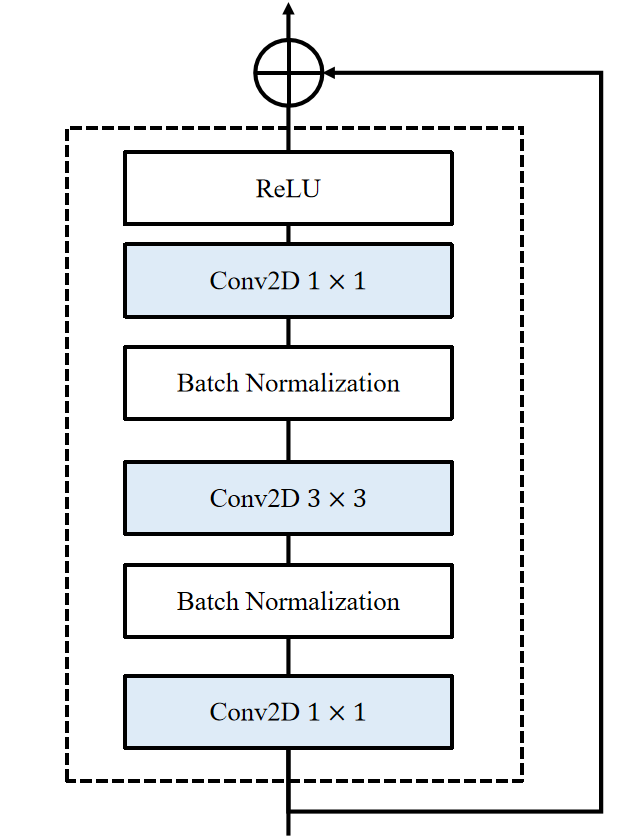 ReLU
Conv2D 1 × 1
Batch Normalization
Conv2D 3 × 3
Batch Normalization
Conv2D 1 × 1